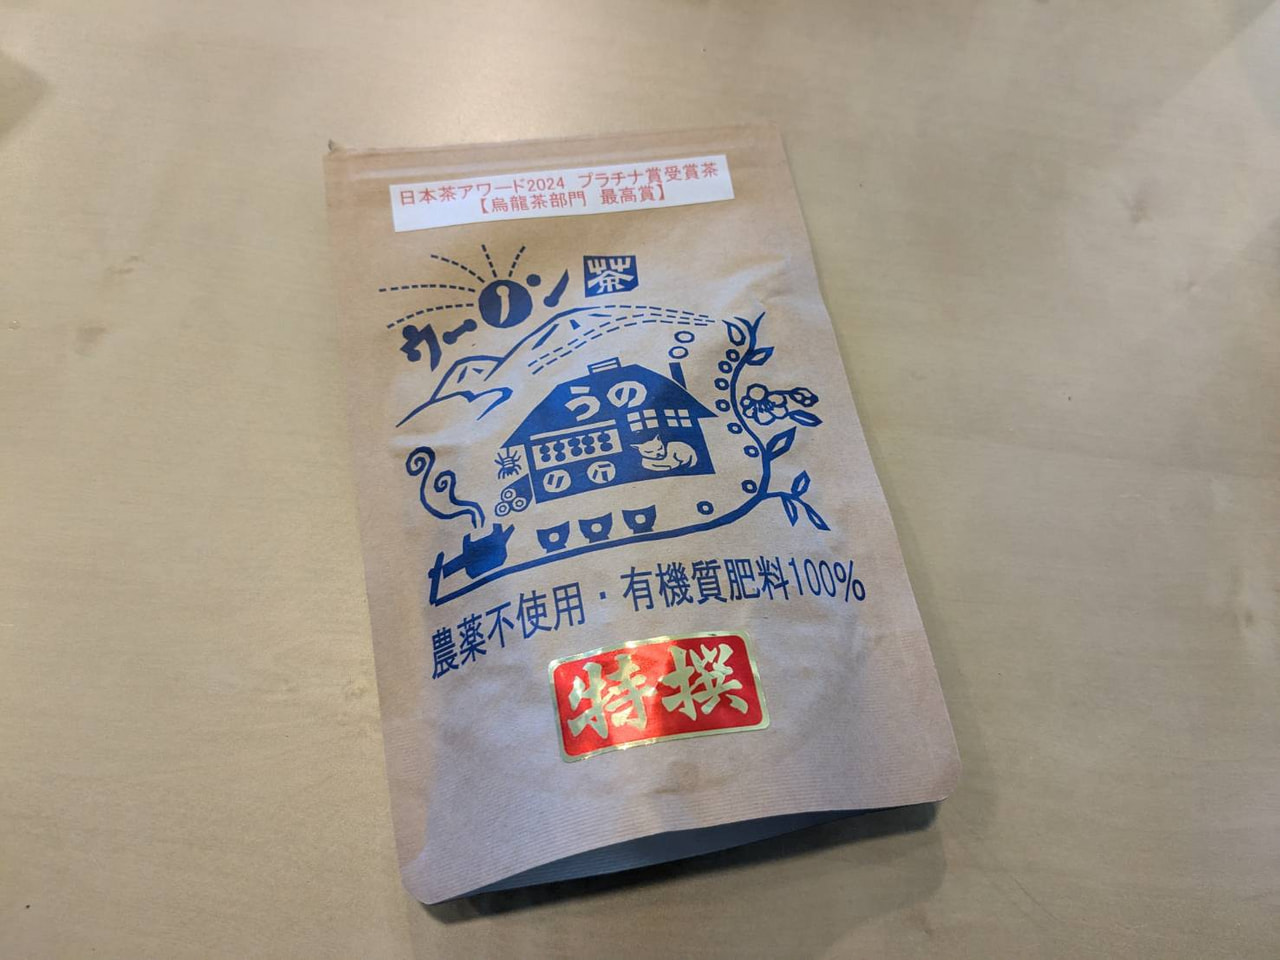 日本茶アワード2024 プラチナ賞受賞茶
【烏龍茶部門 最高賞】
ウーノン
茶
うの
農薬不使用・有機質肥料100%
特撰